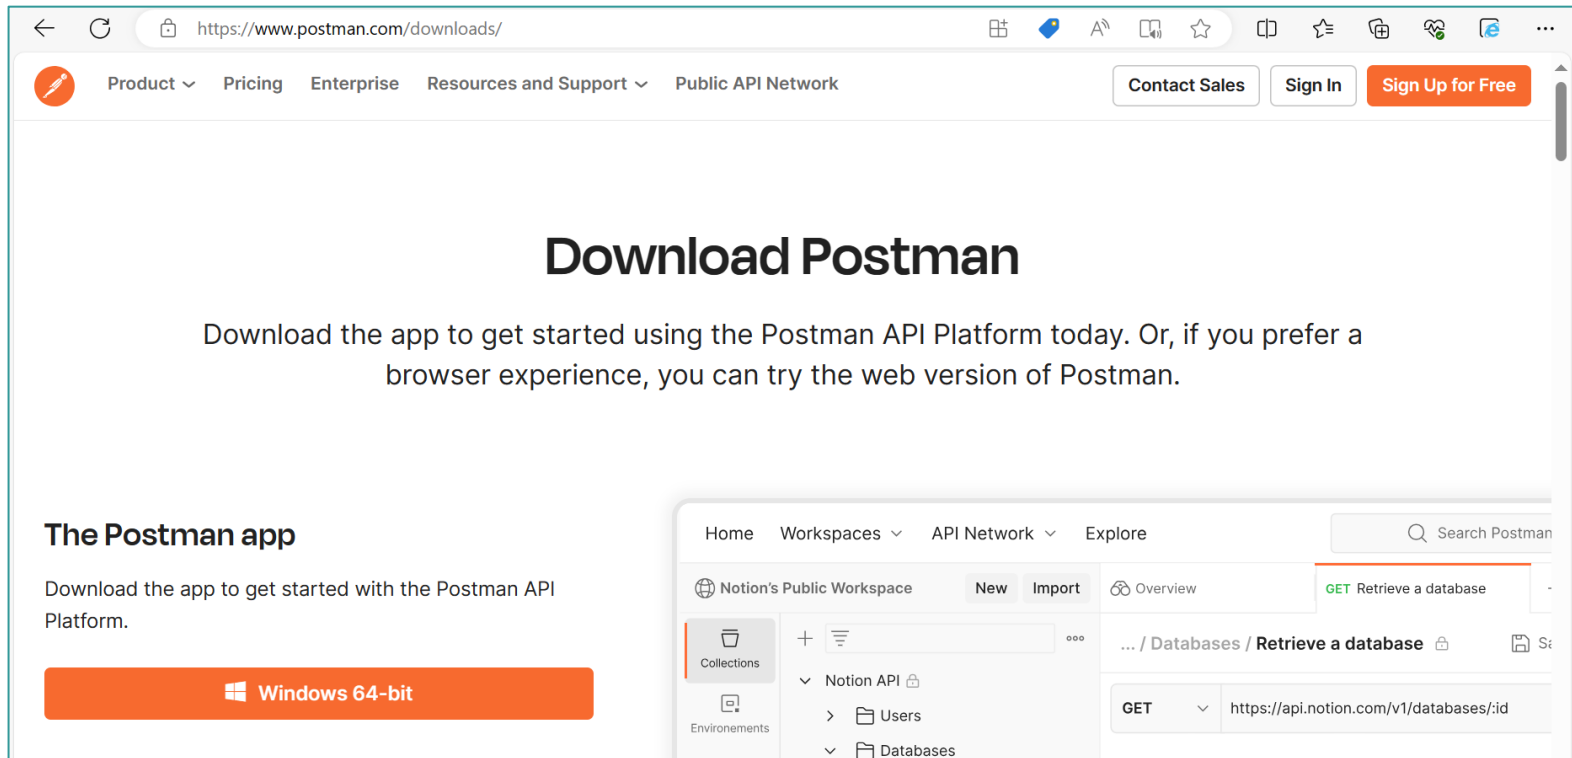 https://www.postman.com/downloads/
Product Pricing Enterprise Resources and Support Public API Network Contact Sales Sign In Sign Up for Free
Download Postman
Download the app to get started using the Postman API Platform today. Or, if you prefer a
browser experience, you can try the web version of Postman.
The Postman app
Download the app to get started with the Postman API
Platform.
Windows 64-bit
Home Workspaces API Network Explore Search Postman
Notion's Public Workspace New Import Overview GET Retrieve a database
Collections
... / Databases / Retrieve a database
Notion API
Environements
Users
GET https://api.notion.com/v1/databases/:id
Databases